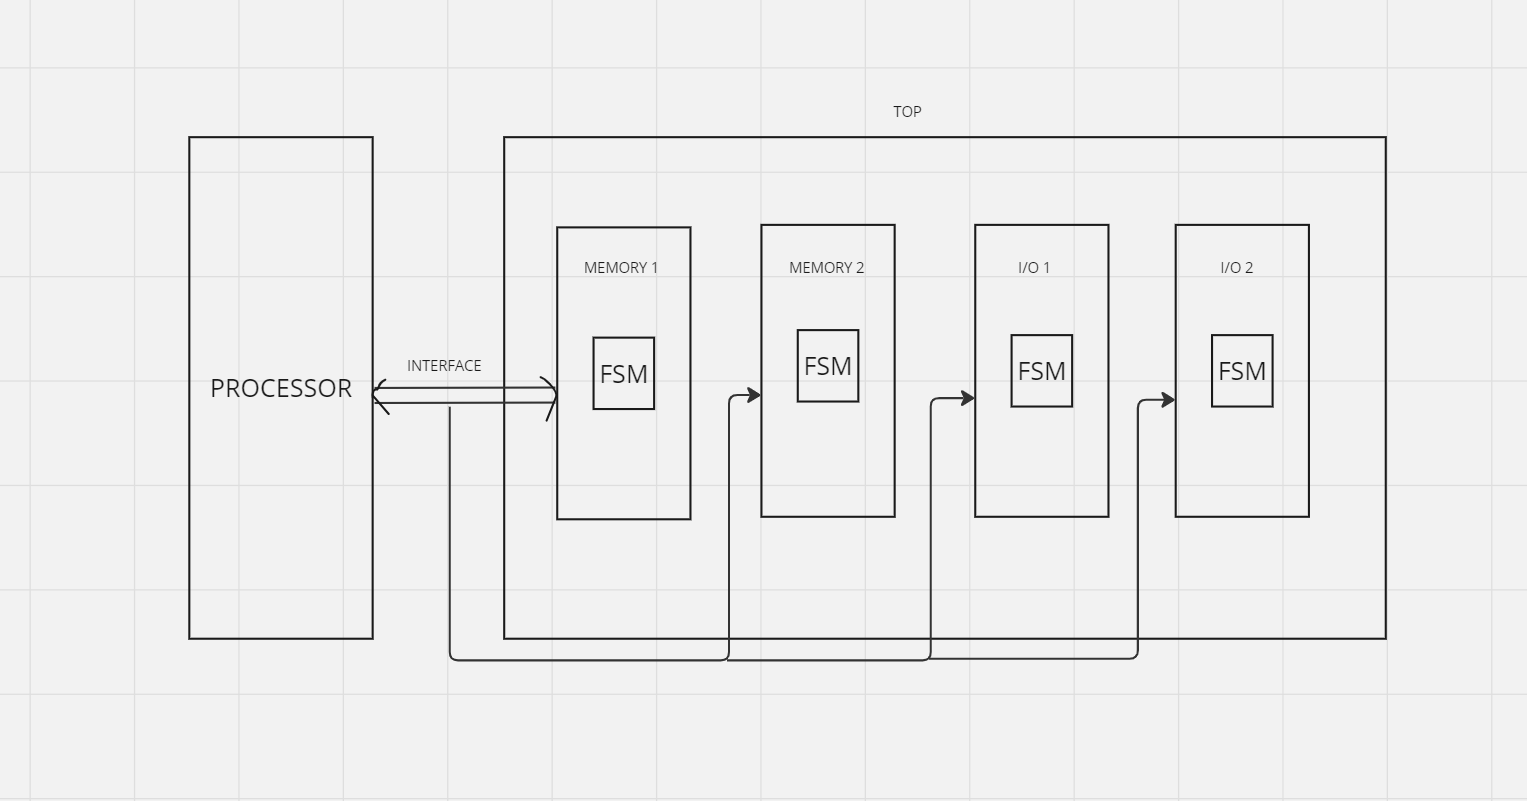 TOP
MEMORY 1
MEMORY 2
I/O 1
I/O 2
INTERFACE
PROCESSOR
FSM
FSM
FSM
FSM